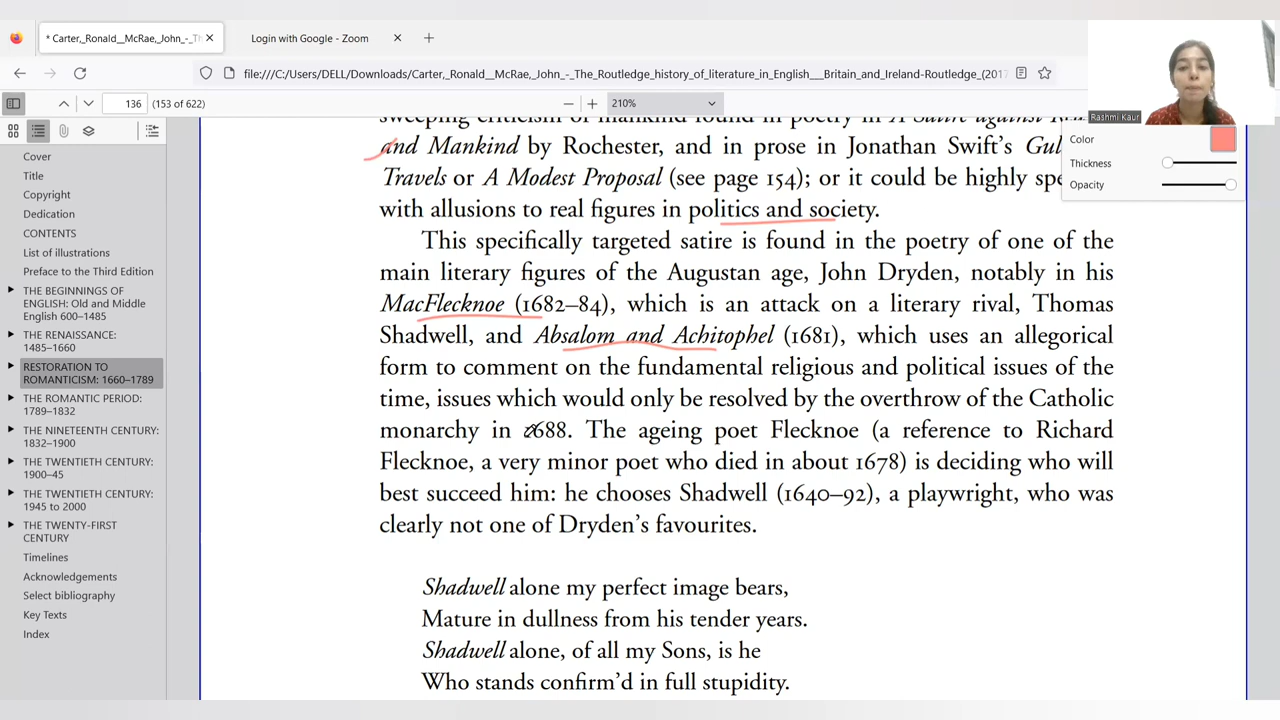 * Carter,_Ronald__McRae,_John_-_Th
Login with Google - Zoom
file:///C:/Users/DELL/Downloads/Carter,_Ronald__McRae,_John_-_The_Routledge_history_of_literature_in_English___Britain_and_Ireland-Routledge_(2017
136 (153 of 622)
210%
Rashmi Kaur
Color
Thickness
Opacity
Cover
Title
Copyright
Dedication
CONTENTS
List of illustrations
Preface to the Third Edition
THE BEGINNINGS OF
ENGLISH: Old and Middle
English 600–1485
THE RENAISSANCE:
1485–1660
RESTORATION TO
ROMANTICISM: 1660–1789
THE ROMANTIC PERIOD:
1789–1832
THE NINETEENTH CENTURY:
1832–1900
THE TWENTIETH CENTURY:
1900–45
THE TWENTIETH CENTURY:
1945 to 2000
THE TWENTY-FIRST
CENTURY
Timelines
Acknowledgements
Select bibliography
Key Texts
Index
sweeping criticism of mankind found in poetry in A Satire against
and Mankind by Rochester, and in prose in Jonathan Swift's Gul
Travels or A Modest Proposal (see page 154); or it could be highly spe
with allusions to real figures in politics and society.
This specifically targeted satire is found in the poetry of one of the
main literary figures of the Augustan age, John Dryden, notably in his
MacFlecknoe (1682–84), which is an attack on a literary rival, Thomas
Shadwell, and Absalom and Achitophel (1681), which uses an allegorical
form to comment on the fundamental religious and political issues of the
time, issues which would only be resolved by the overthrow of the Catholic
monarchy in 1688. The ageing poet Flecknoe (a reference to Richard
Flecknoe, a very minor poet who died in about 1678) is deciding who will
best succeed him: he chooses Shadwell (1640–92), a playwright, who was
clearly not one of Dryden's favourites.
Shadwell alone my perfect image bears,
Mature in dullness from his tender years.
Shadwell alone, of all my Sons, is he
Who stands confirm'd in full stupidity.